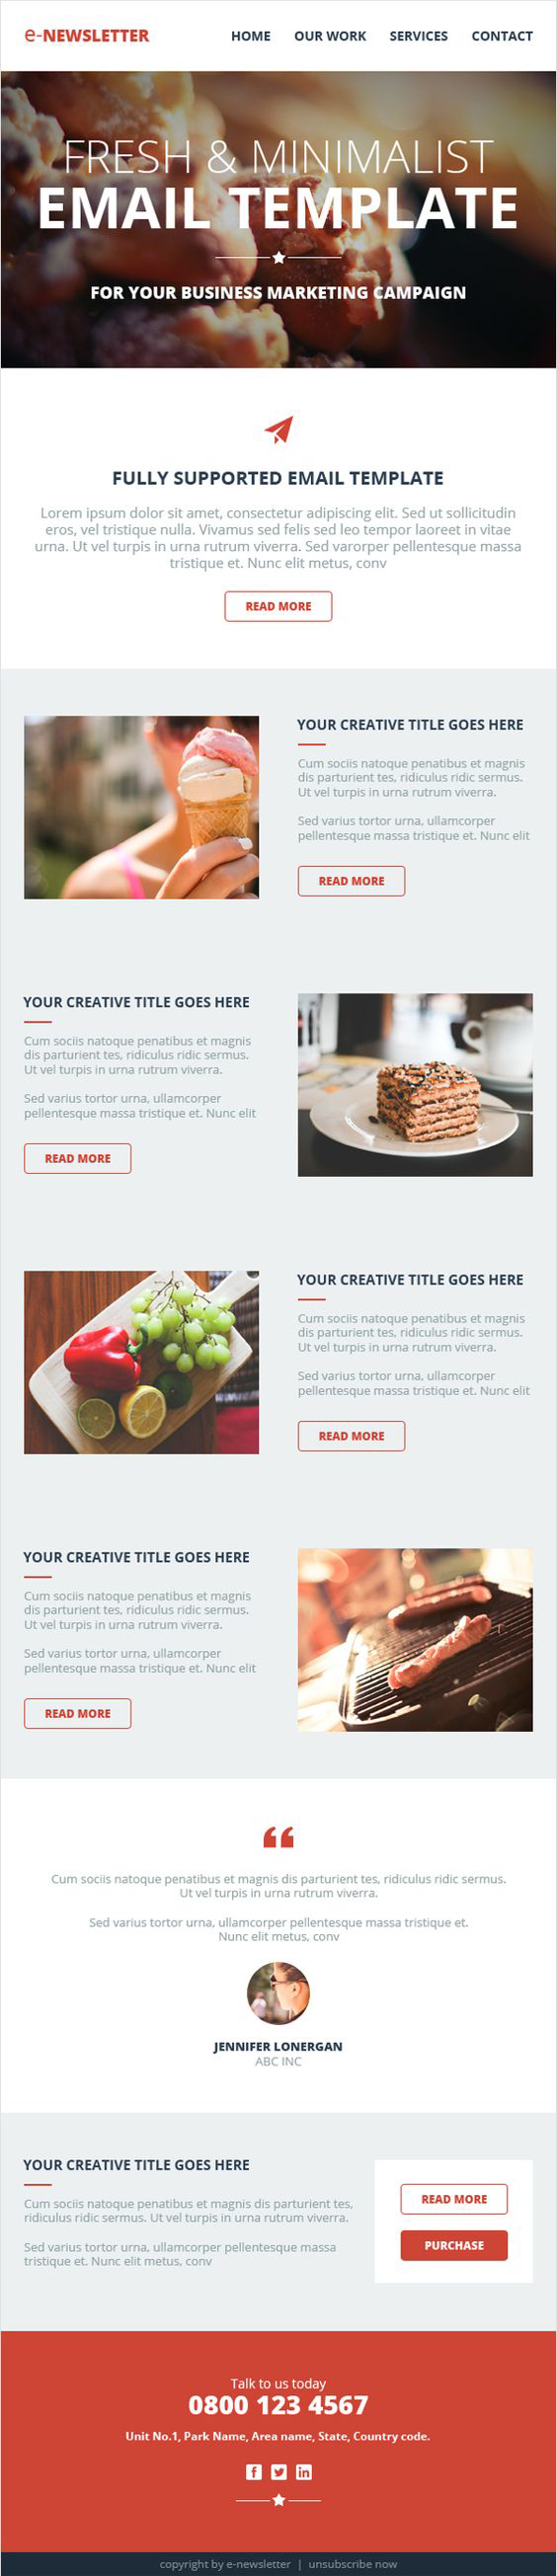 e-NEWSLETTER
HOME OUR WORK SERVICES CONTACT
FRESH & MINIMALIST
EMAIL TEMPLATE
FOR YOUR BUSINESS MARKETING CAMPAIGN
FULLY SUPPORTED EMAIL TEMPLATE
Lorem ipsum dolor sit amet, consectetur adipiscing elit. Sed ut sollicitudin
eros, vel tristique nulla. Vivamus sed felis sed leo tempor laoreet in vitae
urna. Ut vel turpis in urna rutrum viverra. Sed varorper pellentesque massa
tristique et. Nunc elit metus, conv
READ MORE
YOUR CREATIVE TITLE GOES HERE
Cum sociis natoque penatibus et magnis
dis parturient tes, ridiculus ridic sermus.
Ut vel turpis in urna rutrum viverra.
Sed varius tortor urna, ullamcorper
pellentesque massa tristique et. Nunc elit
READ MORE
YOUR CREATIVE TITLE GOES HERE
Cum sociis natoque penatibus et magnis
dis parturient tes, ridiculus ridic sermus.
Ut vel turpis in urna rutrum viverra.
Sed varius tortor urna, ullamcorper
pellentesque massa tristique et. Nunc elit
READ MORE
YOUR CREATIVE TITLE GOES HERE
Cum sociis natoque penatibus et magnis
dis parturient tes, ridiculus ridic sermus.
Ut vel turpis in urna rutrum viverra.
Sed varius tortor urna, ullamcorper
pellentesque massa tristique et. Nunc elit
READ MORE
YOUR CREATIVE TITLE GOES HERE
Cum sociis natoque penatibus et magnis
dis parturient tes, ridiculus ridic sermus.
Ut vel turpis in urna rutrum viverra.
Sed varius tortor urna, ullamcorper
pellentesque massa tristique et. Nunc elit
READ MORE
Cum sociis natoque penatibus et magnis dis parturient tes, ridiculus ridic sermus.
Ut vel turpis in urna rutrum viverra.
Sed varius tortor urna, ullamcorper pellentesque massa tristique et.
Nunc elit metus, conv
JENNIFER LONERGAN
ABC INC
YOUR CREATIVE TITLE GOES HERE
Cum sociis natoque penatibus et magnis dis parturient tes,
ridiculus ridic sermus. Ut vel turpis in urna rutrum viverra.
Sed varius tortor urna, ullamcorper pellentesque massa
tristique et. Nunc elit metus, conv
READ MORE
PURCHASE
Talk to us today
0800 123 4567
Unit No.1, Park Name, Area name, State, Country code.
copyright by e-newsletter | unsubscribe now